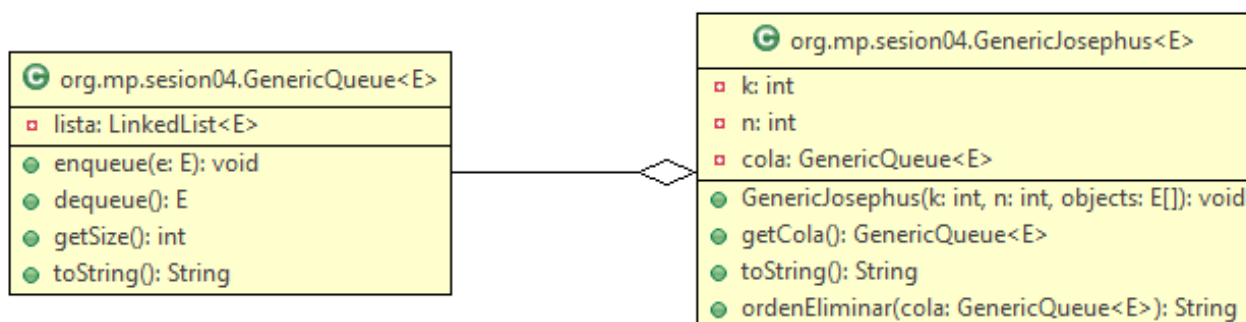 org.mp.sesion04.GenericQueue<E>
lista: LinkedList<E>
enqueue(e: E): void
dequeue(): E
getSize(): int
toString(): String
org.mp.sesion04.GenericJosephus<E>
k: int
n: int
cola: GenericQueue<E>
GenericJosephus(k: int, n: int, objects: E[]): void
getCola(): GenericQueue<E>
toString(): String
ordenEliminar(cola: GenericQueue<E>): String